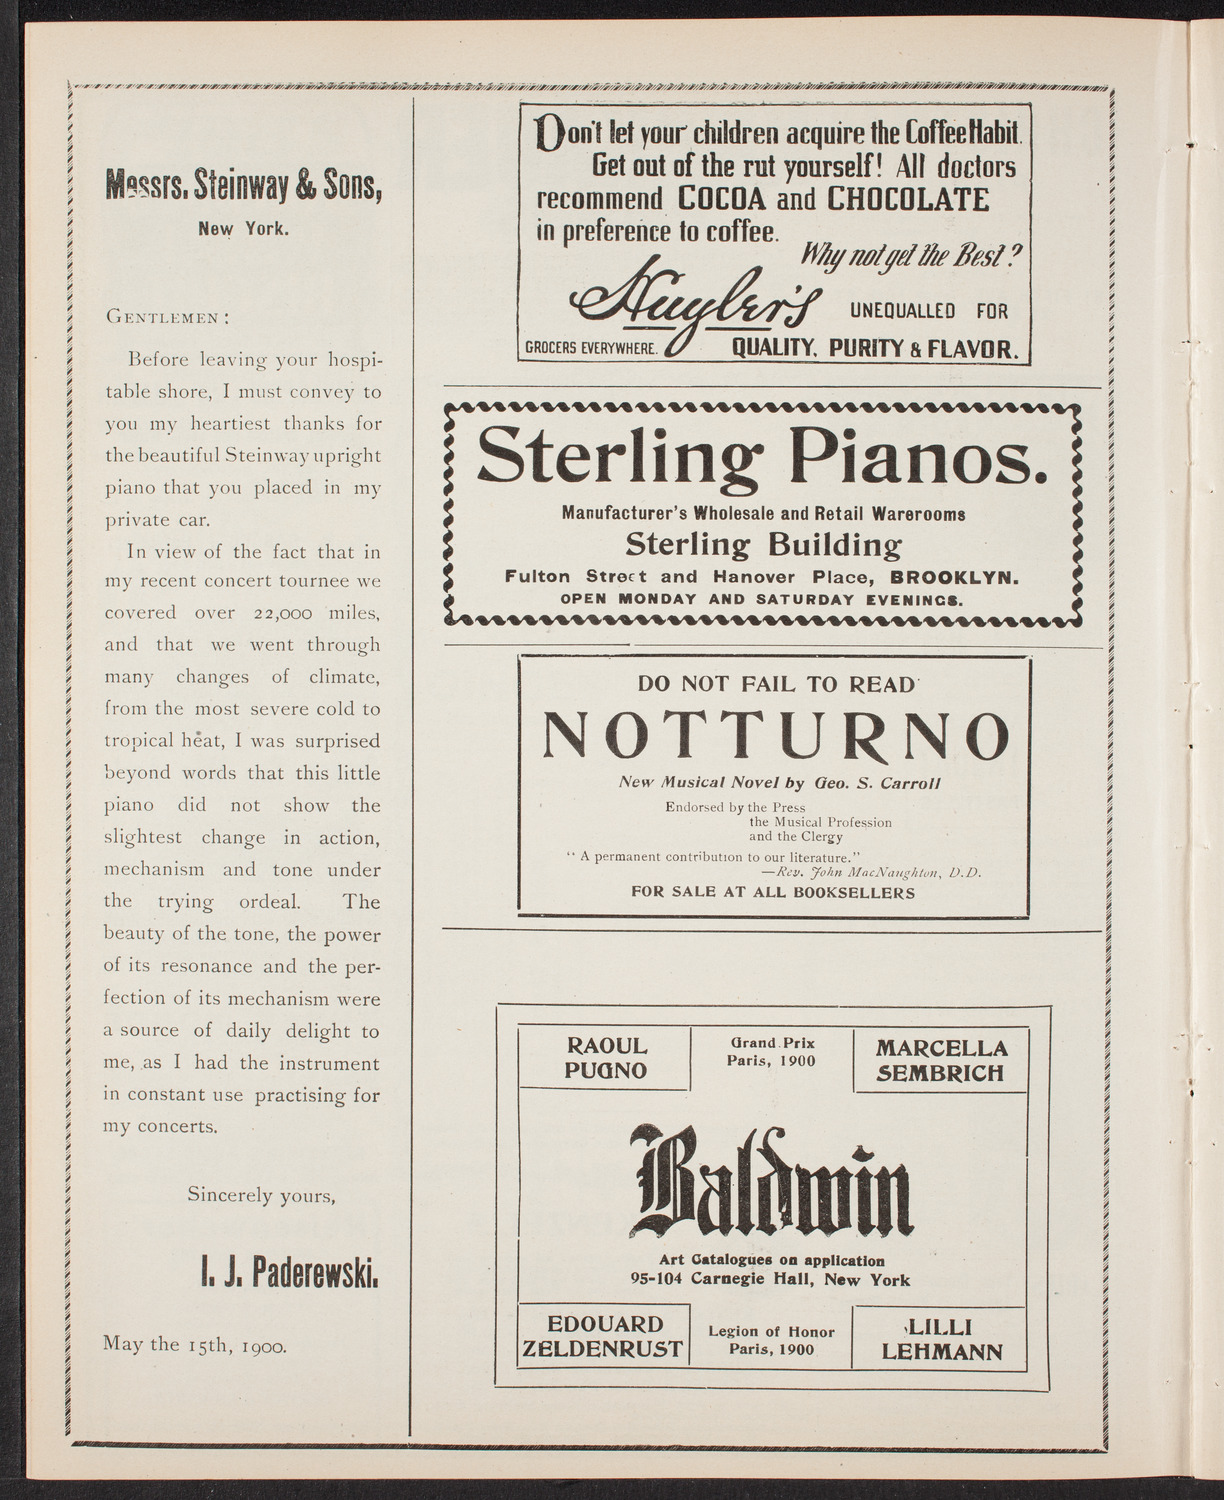 Messrs. Steinway & Sons,
New York.
GENTLEMEN:
Before leaving your hospi-
table shore, I must convey to
you my heartiest thanks for
the beautiful Steinway upright
piano that you placed in my
private car.
In view of the fact that in
my recent concert tournee we
covered over 22,000 miles,
and that we went through
many changes of climate,
from the most severe cold to
tropical heat, I was surprised
beyond words that this little
piano did not show the
slightest change in action,
mechanism and tone under
the trying ordeal. The
beauty of the tone, the power
of its resonance and the per-
fection of its mechanism were
a source of daily delight to
me, as I had the instrument
in constant use practising for
my concerts.
Sincerely yours,
I. J. Paderewski.
May the 15th, 1900.
Don't let your children acquire the Coffee Habit.
Get out of the rut yourself! All doctors
recommend COCOA and CHOCOLATE
in preference to coffee.
Why not get the Best?
Huyler's UNEQUALLED FOR
GROCERS EVERYWHERE. QUALITY, PURITY & FLAVOR.
Sterling Pianos.
Manufacturer's Wholesale and Retail Warerooms
Sterling Building
Fulton Street and Hanover Place, BROOKLYN.
OPEN MONDAY AND SATURDAY EVENINGS.
DO NOT FAIL TO READ
NOTTURNO
New Musical Novel by Geo. S. Carroll
Endorsed by the Press
the Musical Profession
and the Clergy
"A permanent contribution to our literature."
—Rev. John MacNaughton, D.D.
FOR SALE AT ALL BOOKSELLERS
RAOUL
PUGNO
Grand Prix
Paris, 1900
MARCELLA
SEMBRICH
Baldwin
Art Catalogues on application
95-104 Carnegie Hall, New York
EDOUARD
ZELDENRUST
Legion of Honor
Paris, 1900
LILLI
LEHMANN